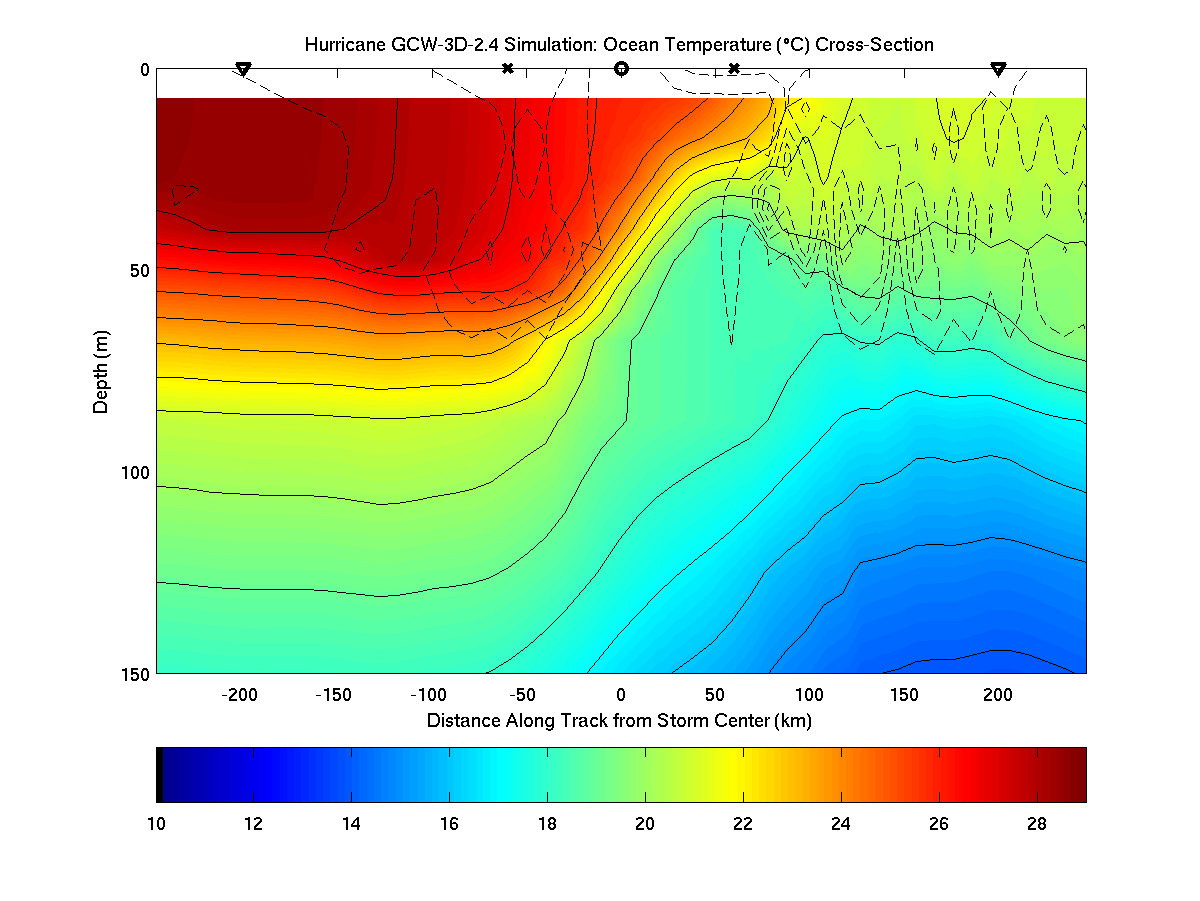 Hurricane GCW-3D-2.4 Simulation: Ocean Temperature (°C) Cross-Section
0
50
100
150
Depth (m)
-200 -150 -100 -50 0 50 100 150 200
Distance Along Track from Storm Center (km)
10 12 14 16 18 20 22 24 26 28